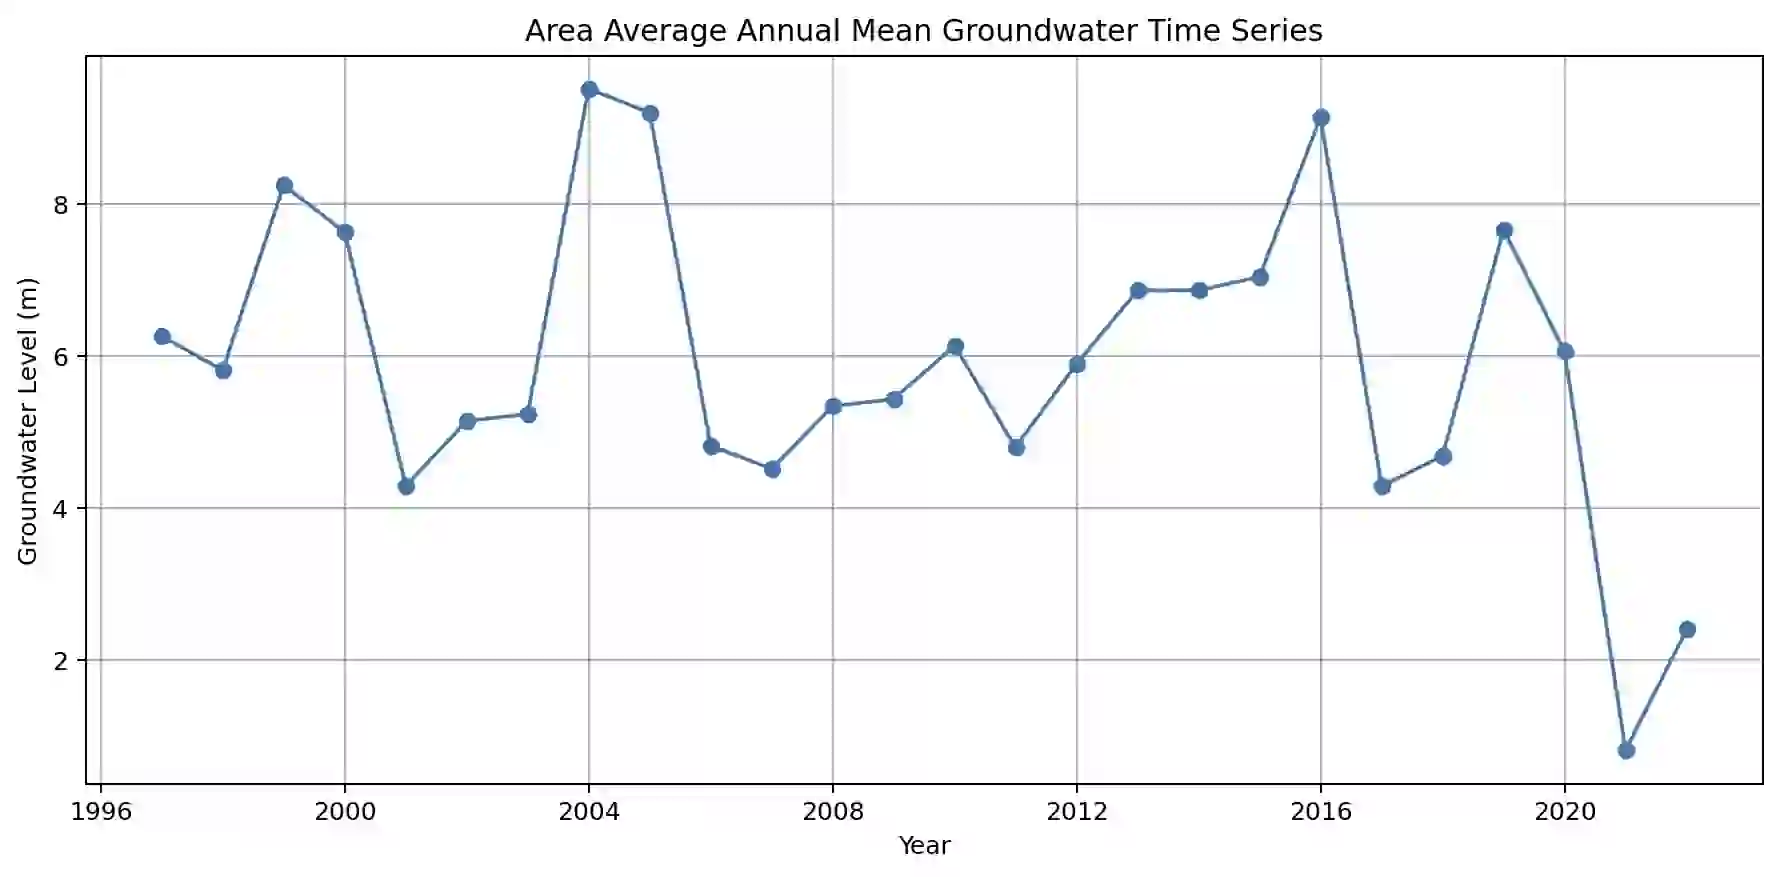 Area Average Annual Mean Groundwater Time Series
Groundwater Level (m)
8
6
4
2
1996 2000 2004 2008 2012 2016 2020
Year